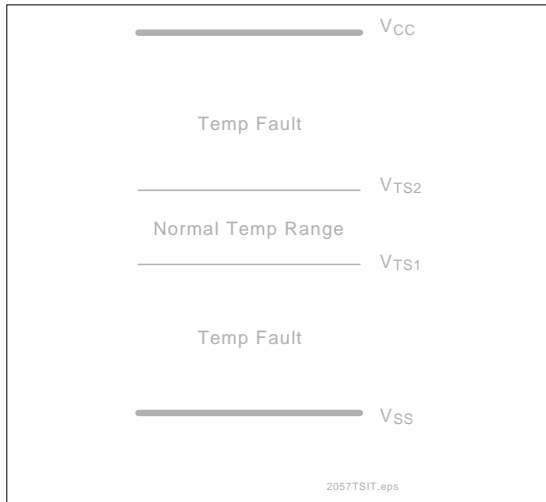 VCC
Temp Fault
VTS2
Normal Temp Range
VTS1
Temp Fault
VSS
2057TSIT.eps